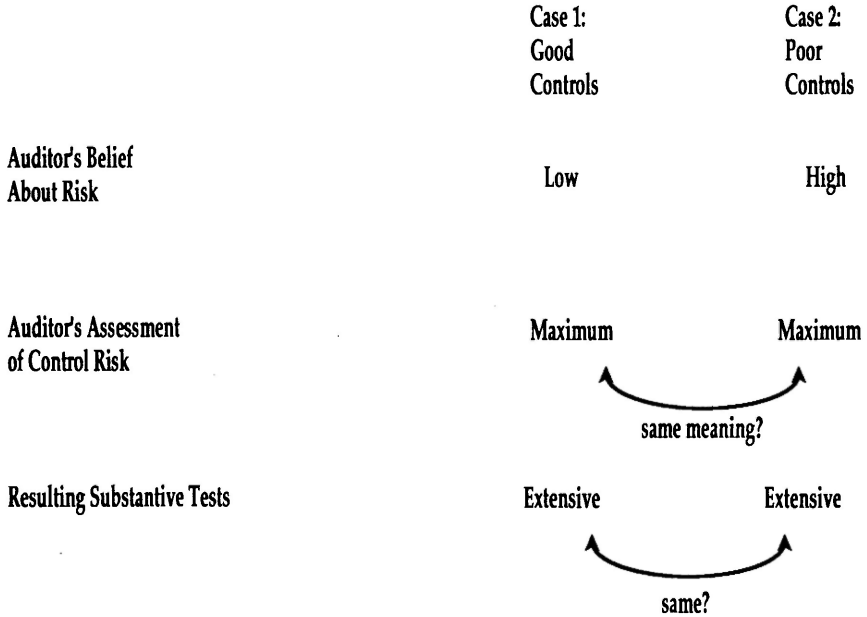 Case 1:
Good
Controls
Case 2:
Poor
Controls
Auditor's Belief
About Risk
Low
High
Auditor's Assessment
of Control Risk
Maximum
Maximum
same meaning?
Resulting Substantive Tests
Extensive
Extensive
same?